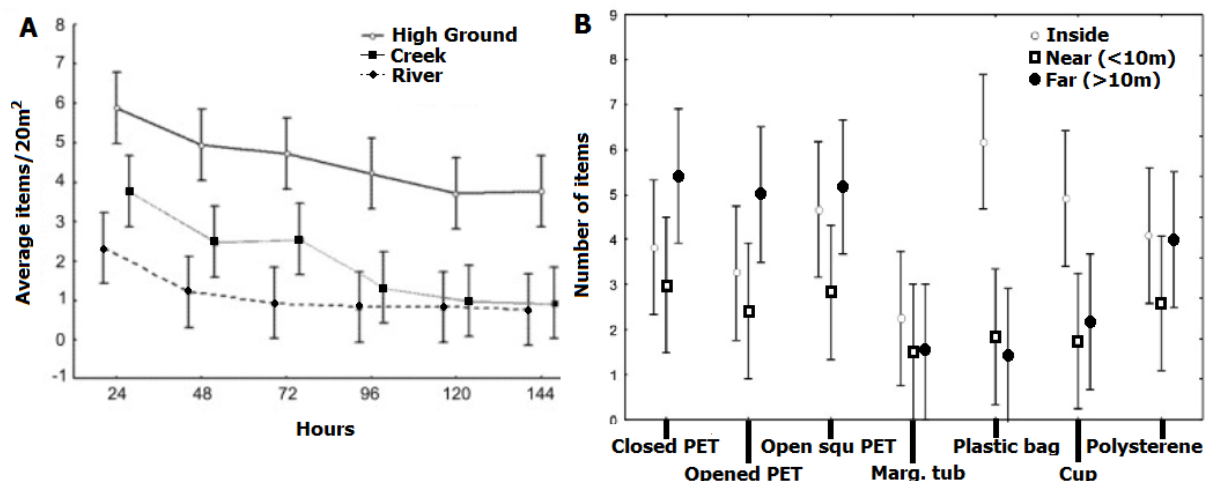 A
High Ground
Creek
River
Average items/20m²
8
7
6
5
4
3
2
1
0
-1
24 48 72 96 120 144
Hours
B
Inside
Near (<10m)
Far (>10m)
Number of items
9
8
7
6
5
4
3
2
1
0
Closed PET Open squ PET Plastic bag Polysterene
Opened PET Marg. tub Cup